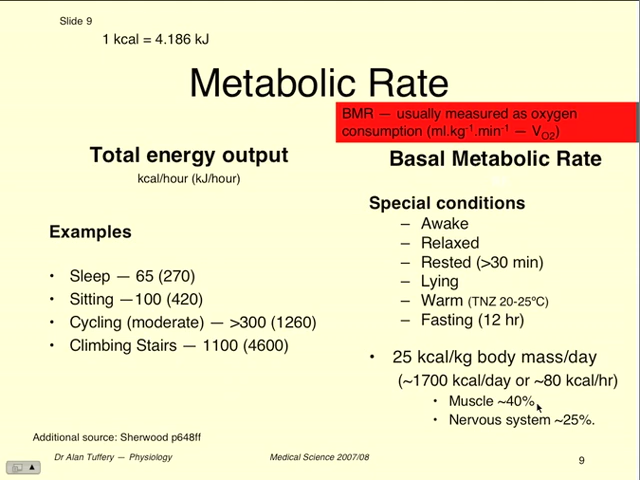 Slide 9
1 kcal = 4.186 kJ
Metabolic Rate
BMR — usually measured as oxygen
consumption (ml.kg⁻¹.min⁻¹ — V_O2)
Total energy output
kcal/hour (kJ/hour)
Examples
• Sleep — 65 (270)
• Sitting —100 (420)
• Cycling (moderate) — >300 (1260)
• Climbing Stairs — 1100 (4600)
Basal Metabolic Rate
Special conditions
– Awake
– Relaxed
– Rested (>30 min)
– Lying
– Warm (TNZ 20-25ºC)
– Fasting (12 hr)
• 25 kcal/kg body mass/day
(~1700 kcal/day or ~80 kcal/hr)
• Muscle ~40%
• Nervous system ~25%.
Additional source: Sherwood p648ff
Dr Alan Tuffery — Physiology
Medical Science 2007/08
9